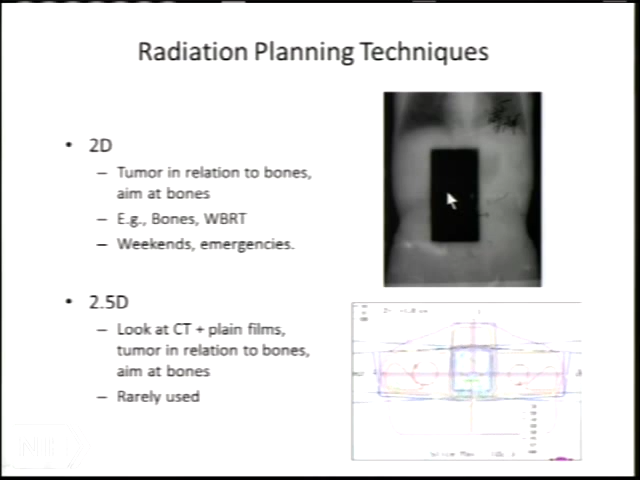 Radiation Planning Techniques
• 2D
– Tumor in relation to bones,
aim at bones
– E.g., Bones, WBRT
– Weekends, emergencies.
• 2.5D
– Look at CT + plain films,
tumor in relation to bones,
aim at bones
– Rarely used